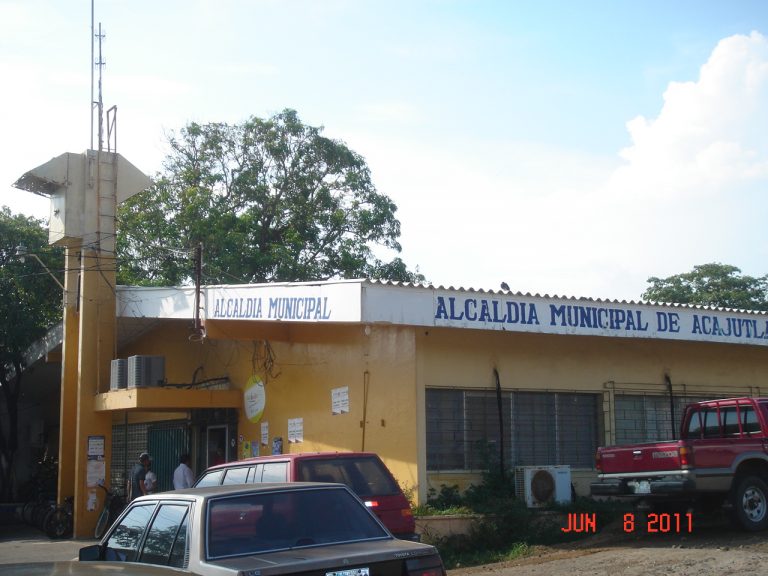 ALCALDIA MUNICIPAL
ALCALDIA MUNICIPAL DE ACAJUTLA
JUN 8 2011